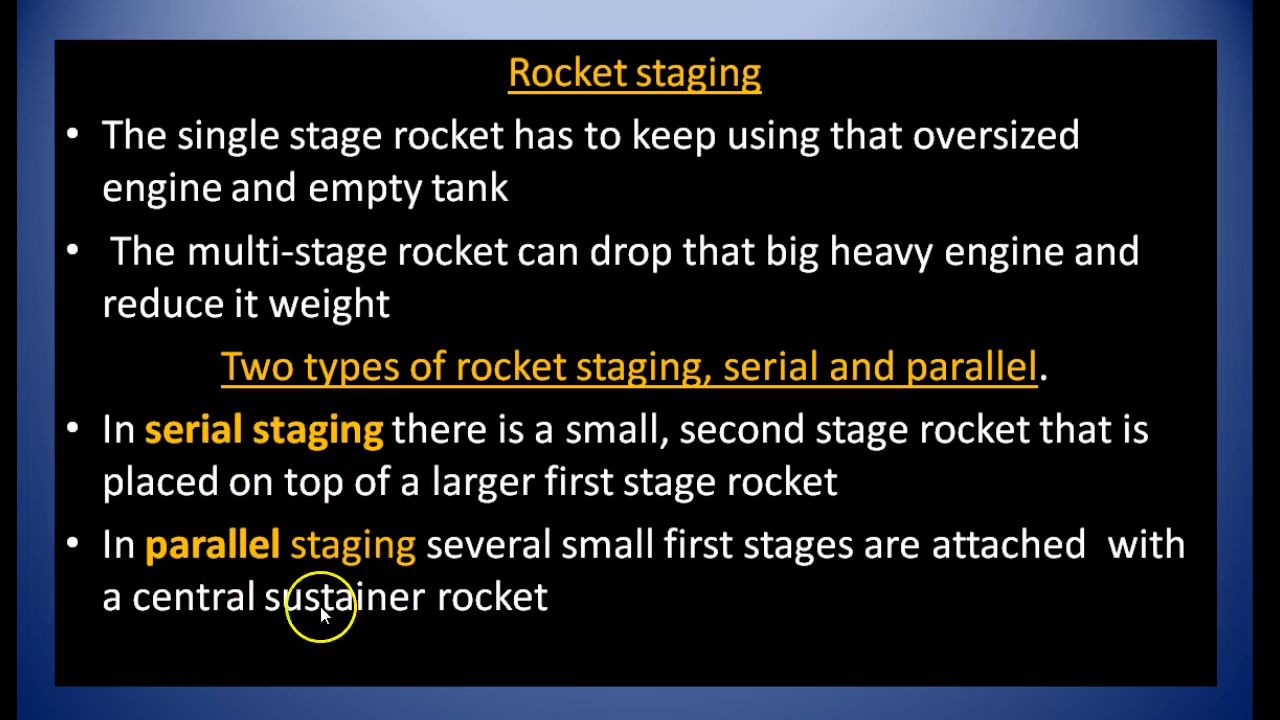 Rocket staging
• The single stage rocket has to keep using that oversized
engine and empty tank
• The multi-stage rocket can drop that big heavy engine and
reduce it weight
Two types of rocket staging, serial and parallel.
• In serial staging there is a small, second stage rocket that is
placed on top of a larger first stage rocket
• In parallel staging several small first stages are attached with
a central sustainer rocket